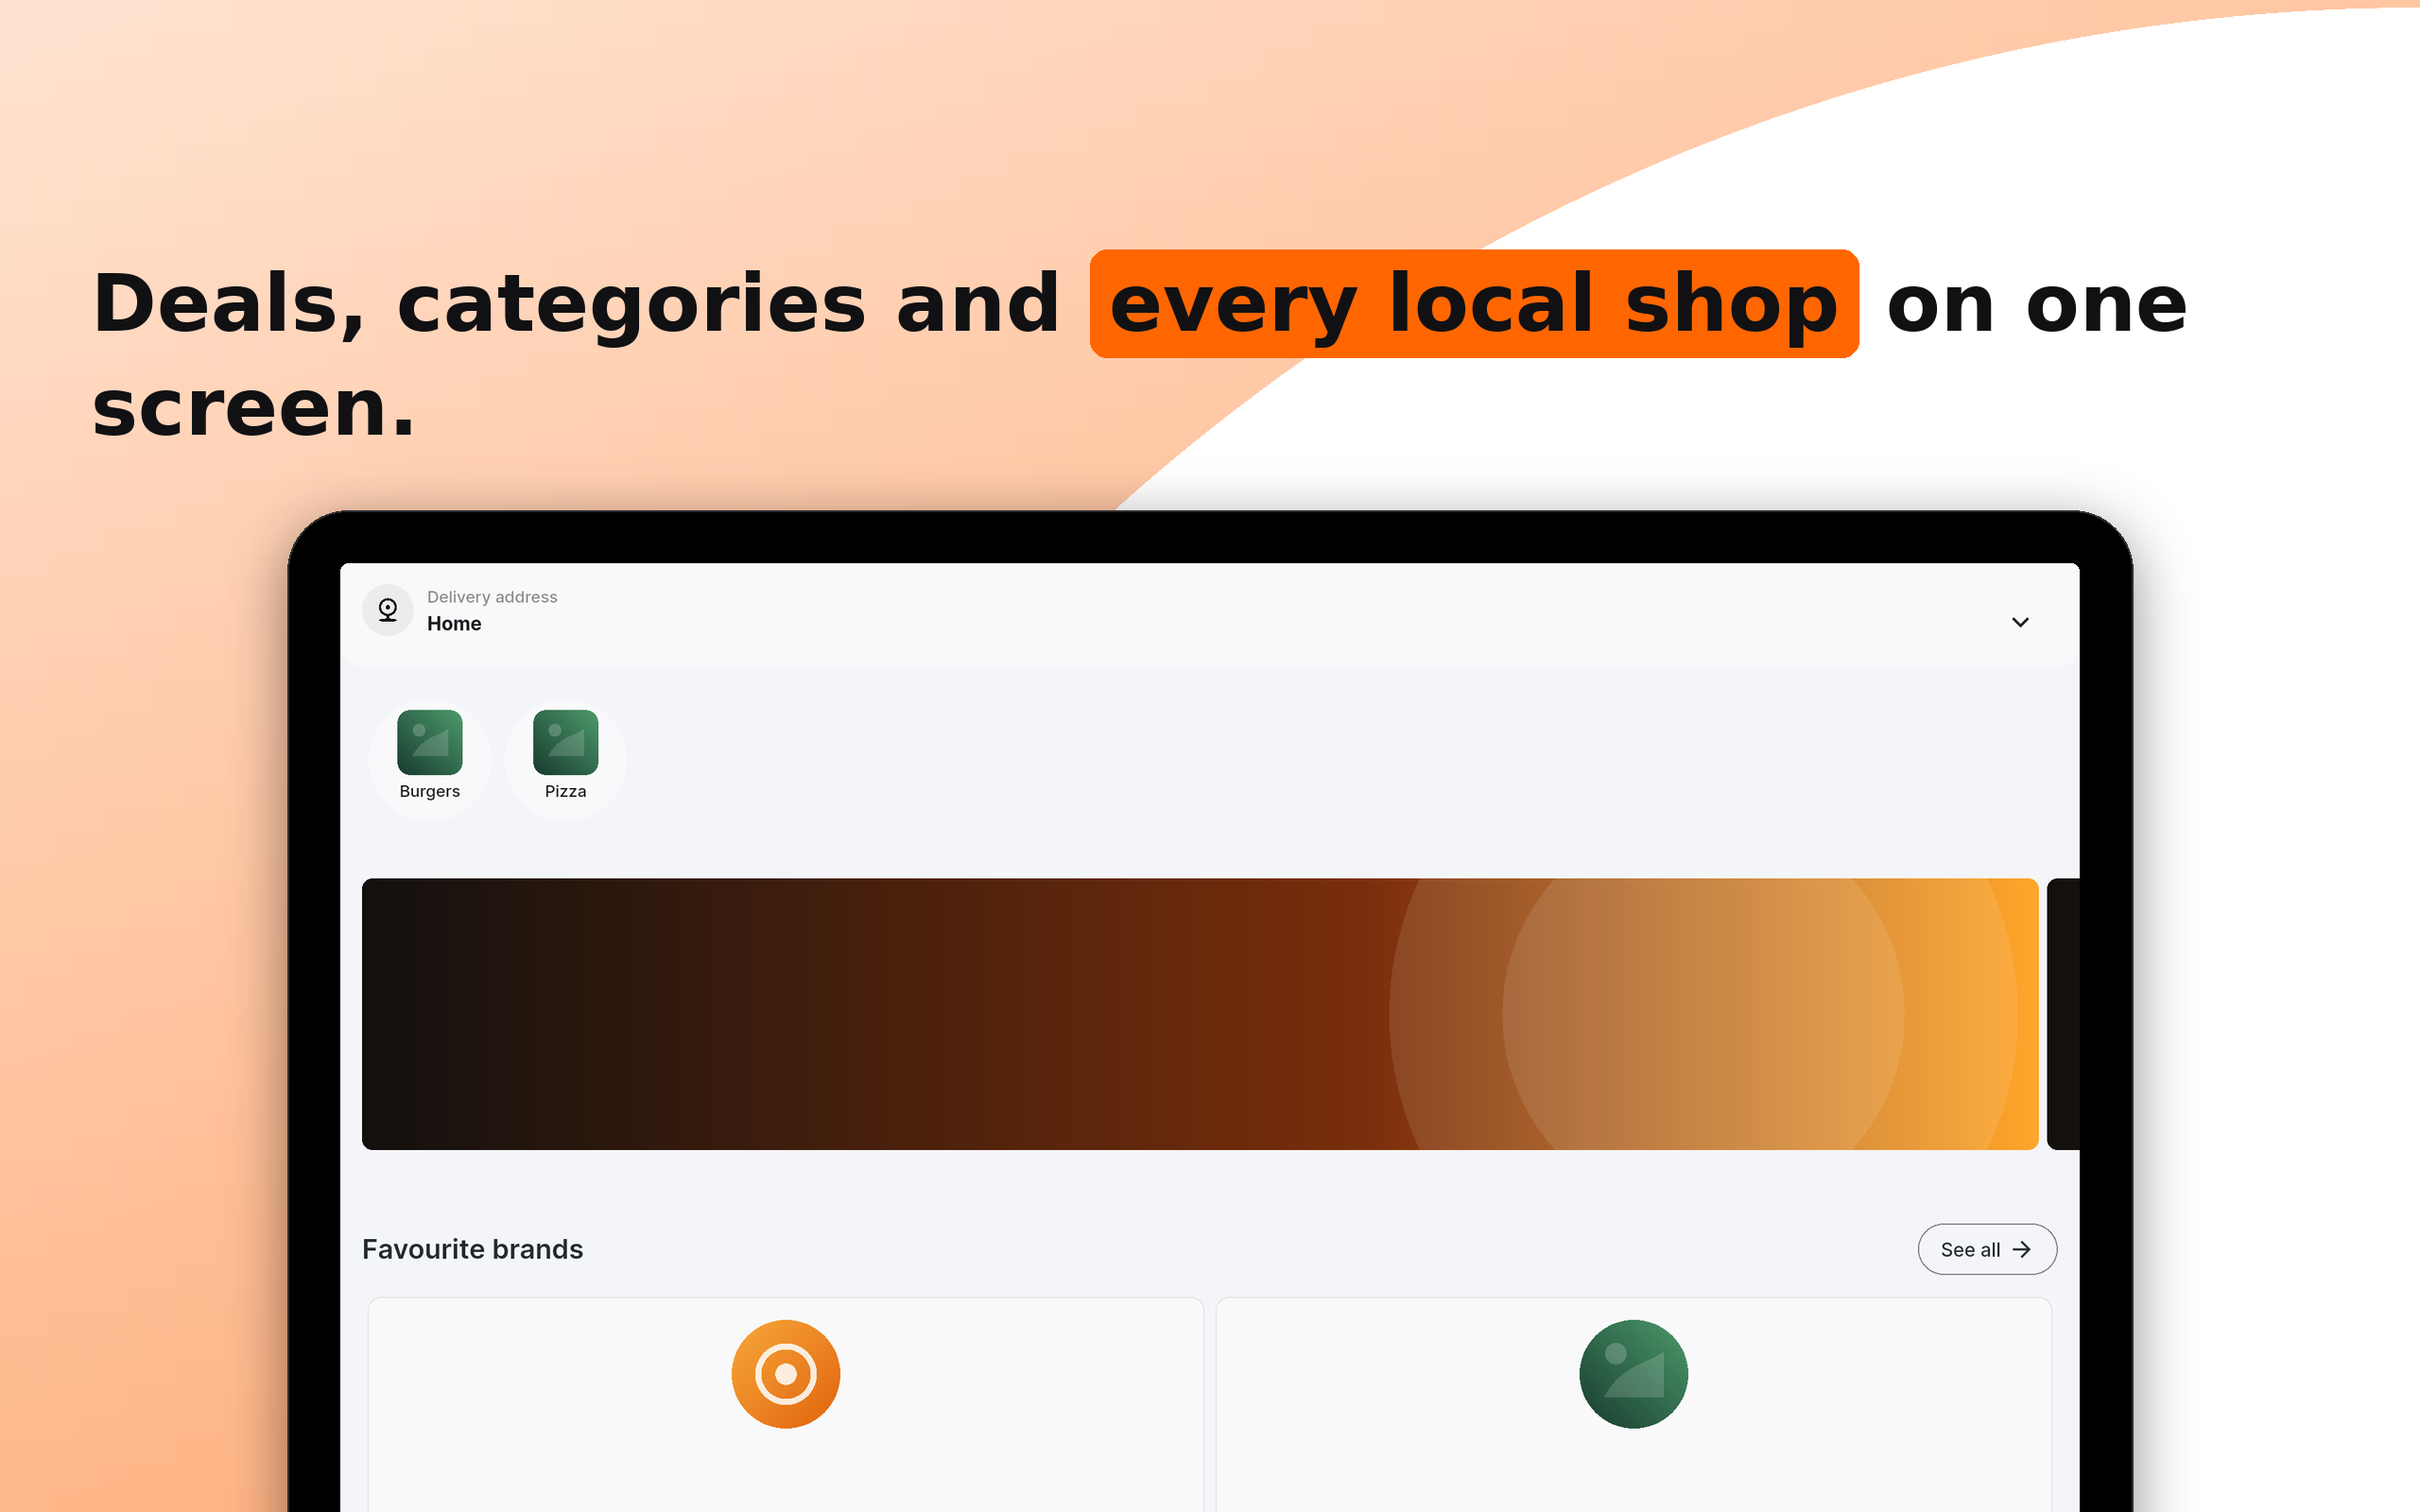 Deals, categories and every local shop on one
screen.
Delivery address
Home
Burgers
Pizza
Favourite brands
See all